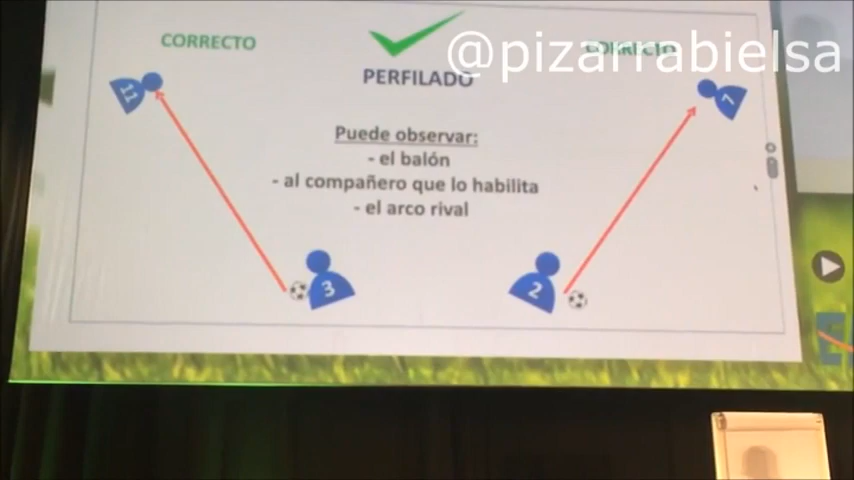 CORRECTO
CORRECTO
@pizarrabielsa
PERFILADO
Puede observar:
- el balón
- al compañero que lo habilita
- el arco rival
11
7
3
2